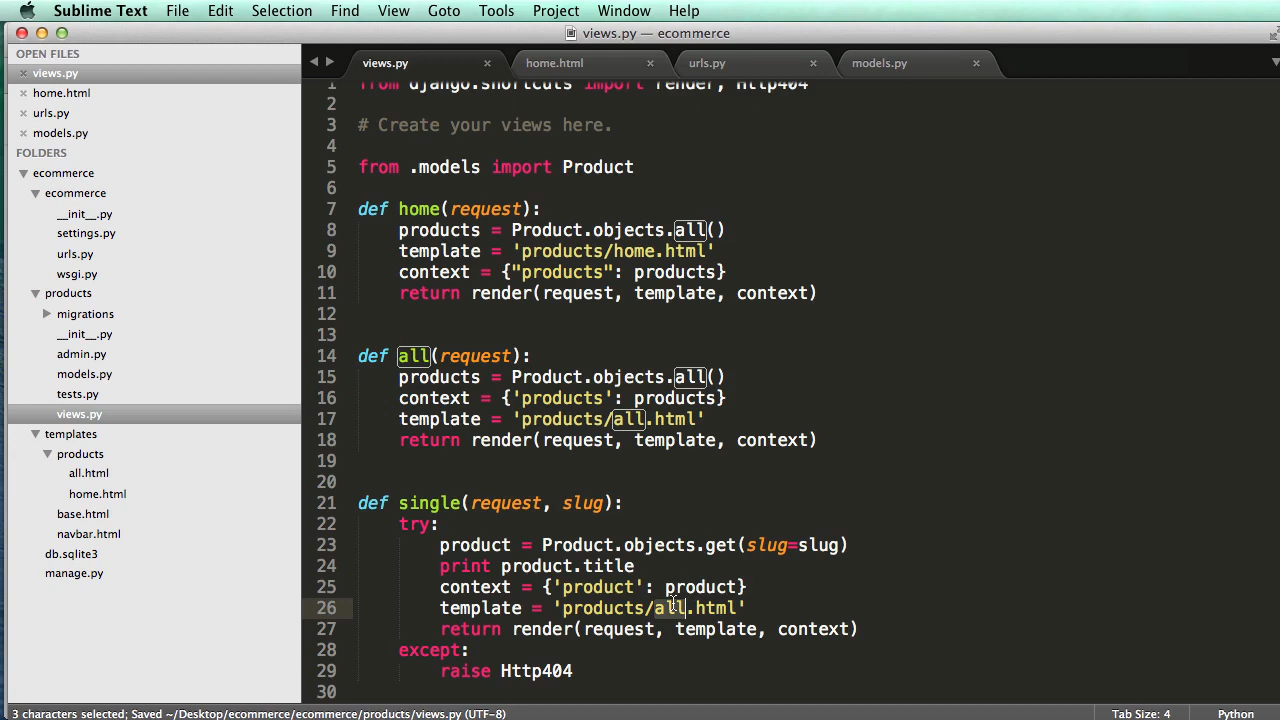 Sublime Text File Edit Selection Find View Goto Tools Project Window Help
views.py — ecommerce
OPEN FILES
views.py
home.html
urls.py
models.py
FOLDERS
ecommerce
ecommerce
__init__.py
settings.py
urls.py
wsgi.py
products
migrations
__init__.py
admin.py
models.py
tests.py
views.py
templates
products
all.html
home.html
base.html
navbar.html
db.sqlite3
manage.py
views.py home.html urls.py models.py
1 from django.shortcuts import render, Http404
2
3 # Create your views here.
4
5 from .models import Product
6
7 def home(request):
8 products = Product.objects.all()
9 template = 'products/home.html'
10 context = {"products": products}
11 return render(request, template, context)
12
13
14 def all(request):
15 products = Product.objects.all()
16 context = {'products': products}
17 template = 'products/all.html'
18 return render(request, template, context)
19
20
21 def single(request, slug):
22 try:
23 product = Product.objects.get(slug=slug)
24 print product.title
25 context = {'product': product}
26 template = 'products/all.html'
27 return render(request, template, context)
28 except:
29 raise Http404
30
3 characters selected; Saved ~/Desktop/ecommerce/ecommerce/products/views.py (UTF-8) Tab Size: 4 Python